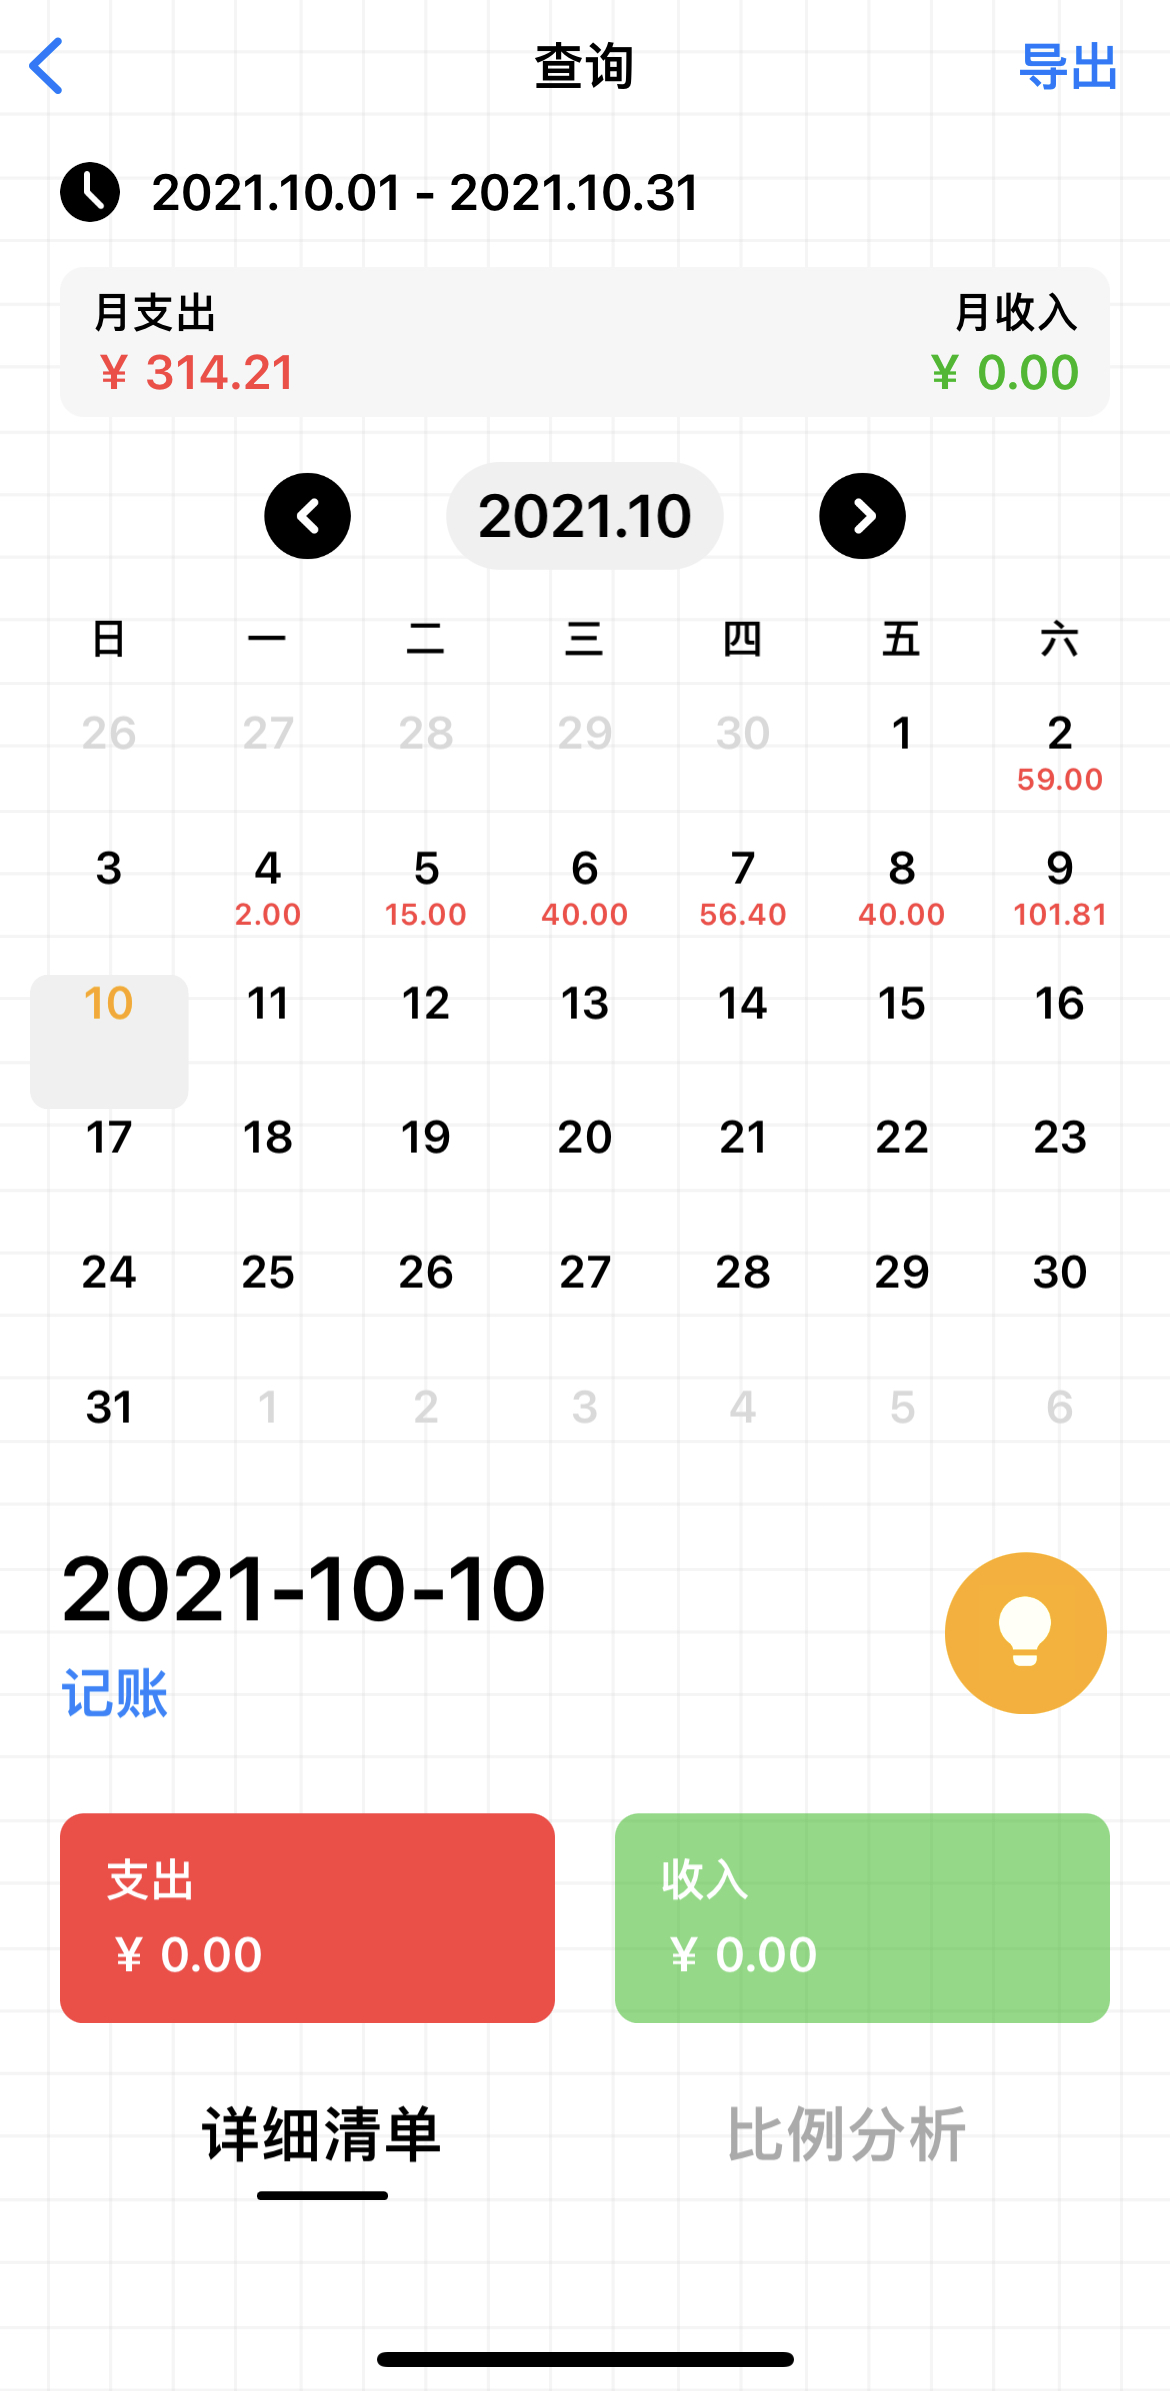 查询
导出
2021.10.01 - 2021.10.31
月支出 月收入
¥ 314.21 ¥ 0.00
2021.10
日 一 二 三 四 五 六
26 27 28 29 30 1 2
59.00
3 4 5 6 7 8 9
2.00 15.00 40.00 56.40 40.00 101.81
10 11 12 13 14 15 16
17 18 19 20 21 22 23
24 25 26 27 28 29 30
31 1 2 3 4 5 6
2021-10-10
记账
支出 收入
¥ 0.00 ¥ 0.00
详细清单 比例分析